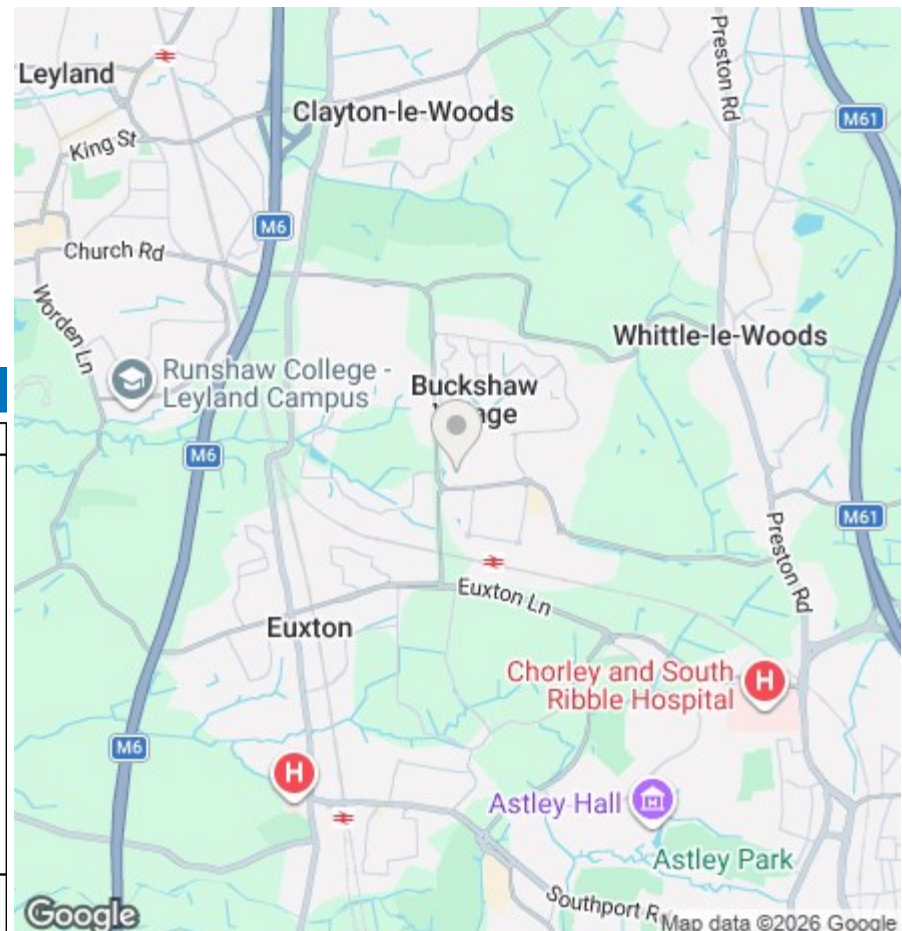 Leyland
Clayton-le-Woods
Preston Rd
M61
King St
M6
Church Rd
Worden Ln
Whittle-le-Woods
Runshaw College -
Leyland Campus
Buckshaw
M6
M61
Preston Rd
Euxton Ln
Euxton
Chorley and South
Ribble Hospital
H
M6
H
Astley Hall
Astley Park
Southport
Google
Map data ©2026 Google